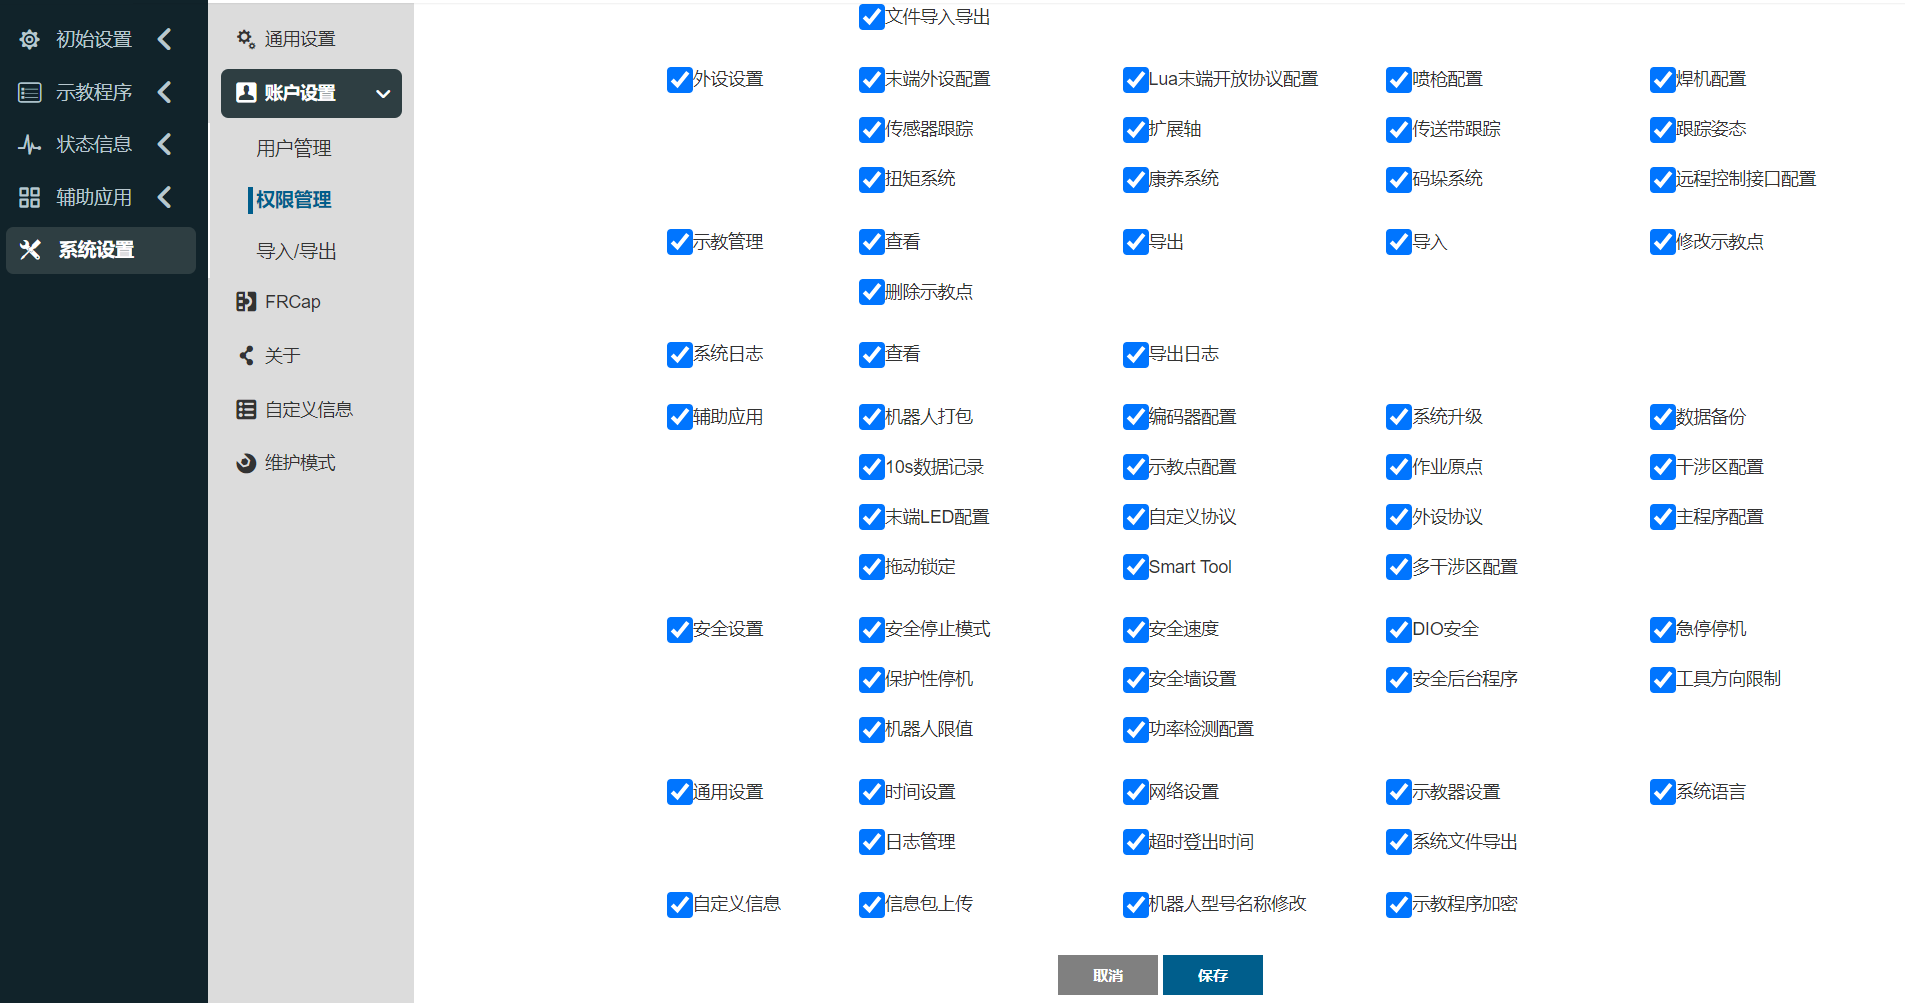 初始设置
示教程序
状态信息
辅助应用
系统设置
通用设置
账户设置
用户管理
权限管理
导入/导出
FRCap
关于
自定义信息
维护模式
文件导入导出
外设设置 末端外设配置 Lua末端开放协议配置 喷枪配置 焊机配置
传感器跟踪 扩展轴 传送带跟踪 跟踪姿态
扭矩系统 康养系统 码垛系统 远程控制接口配置
示教管理 查看 导出 导入 修改示教点
删除示教点
系统日志 查看 导出日志
辅助应用 机器人打包 编码器配置 系统升级 数据备份
10s数据记录 示教点配置 作业原点 干涉区配置
末端LED配置 自定义协议 外设协议 主程序配置
拖动锁定 Smart Tool 多干涉区配置
安全设置 安全停止模式 安全速度 DIO安全 急停停机
保护性停机 安全墙设置 安全后台程序 工具方向限制
机器人限值 功率检测配置
通用设置 时间设置 网络设置 示教器设置 系统语言
日志管理 超时登出时间 系统文件导出
自定义信息 信息包上传 机器人型号名称修改 示教程序加密
取消 保存